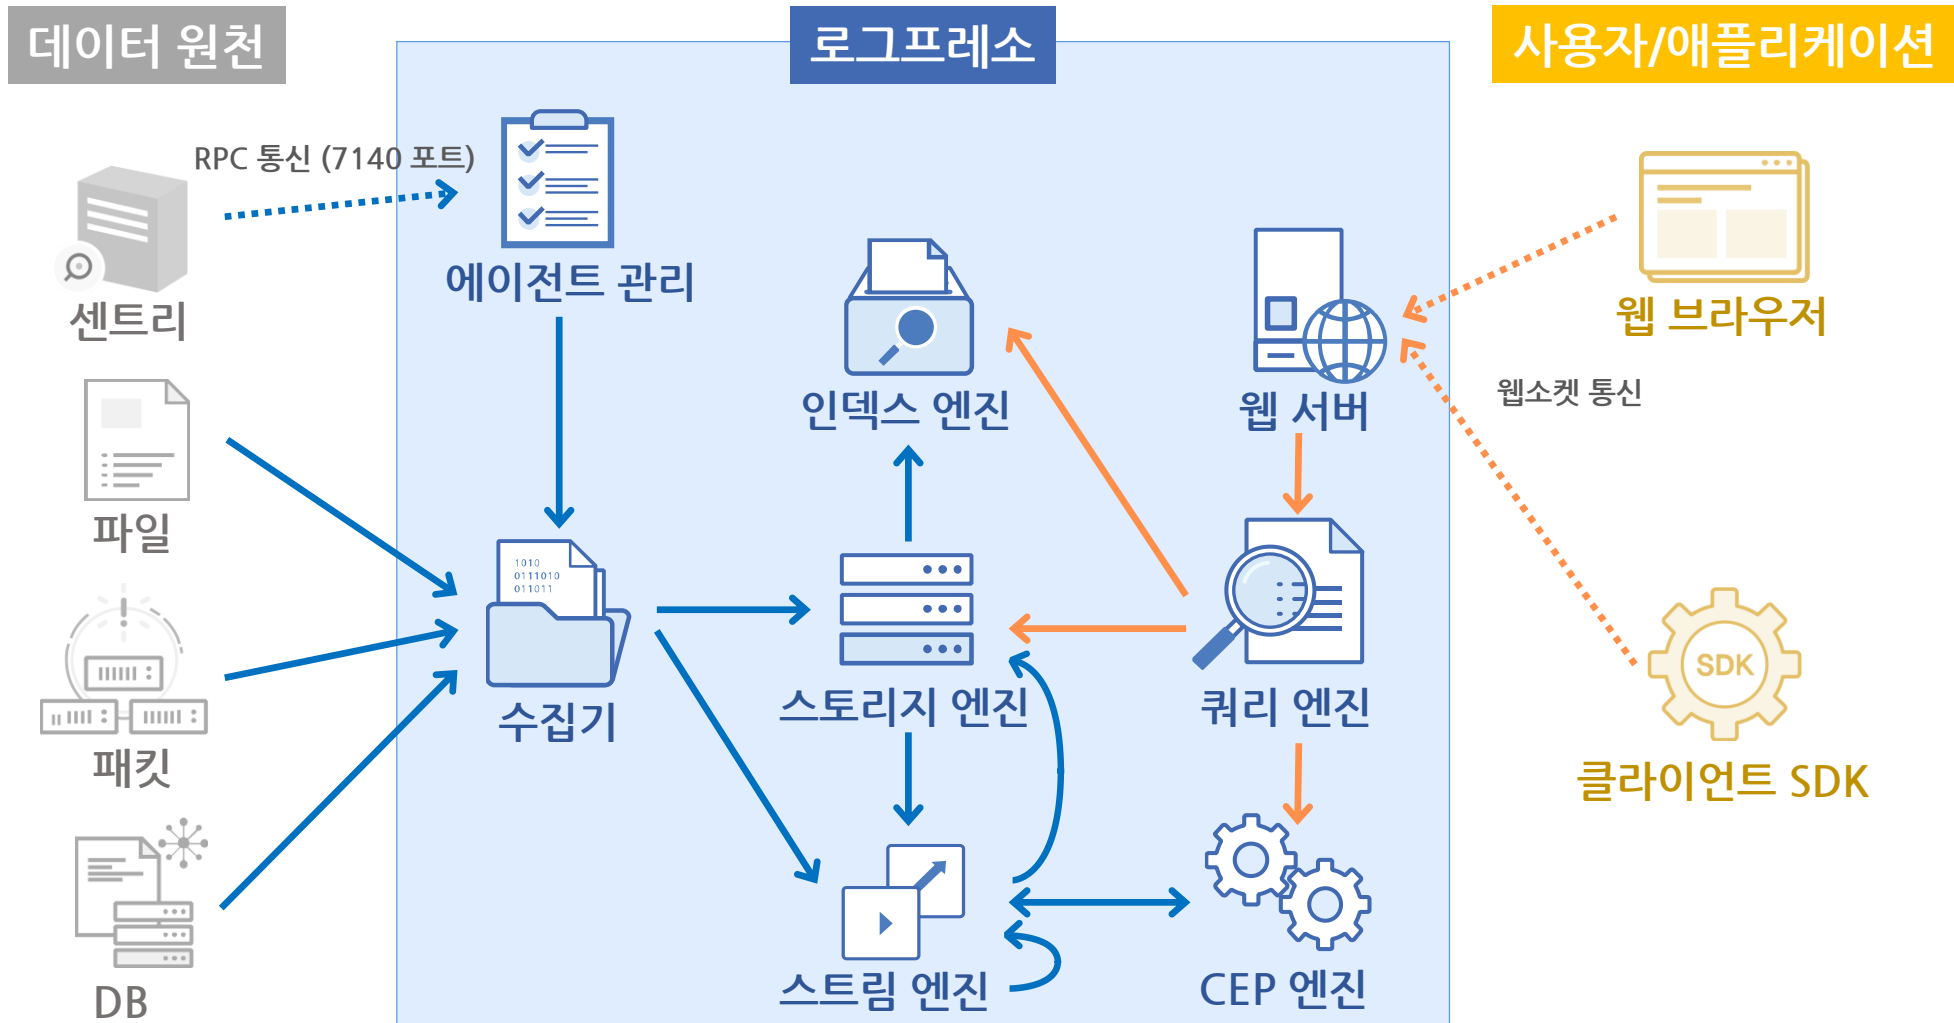 데이터 원천
로그프레소
사용자/애플리케이션
RPC 통신 (7140 포트)
센트리
에이전트 관리
인덱스 엔진
웹 서버
웹 브라우저
웹소켓 통신
파일
1010
0111010
011011
수집기
스토리지 엔진
쿼리 엔진
SDK
클라이언트 SDK
패킷
DB
스트림 엔진
CEP 엔진